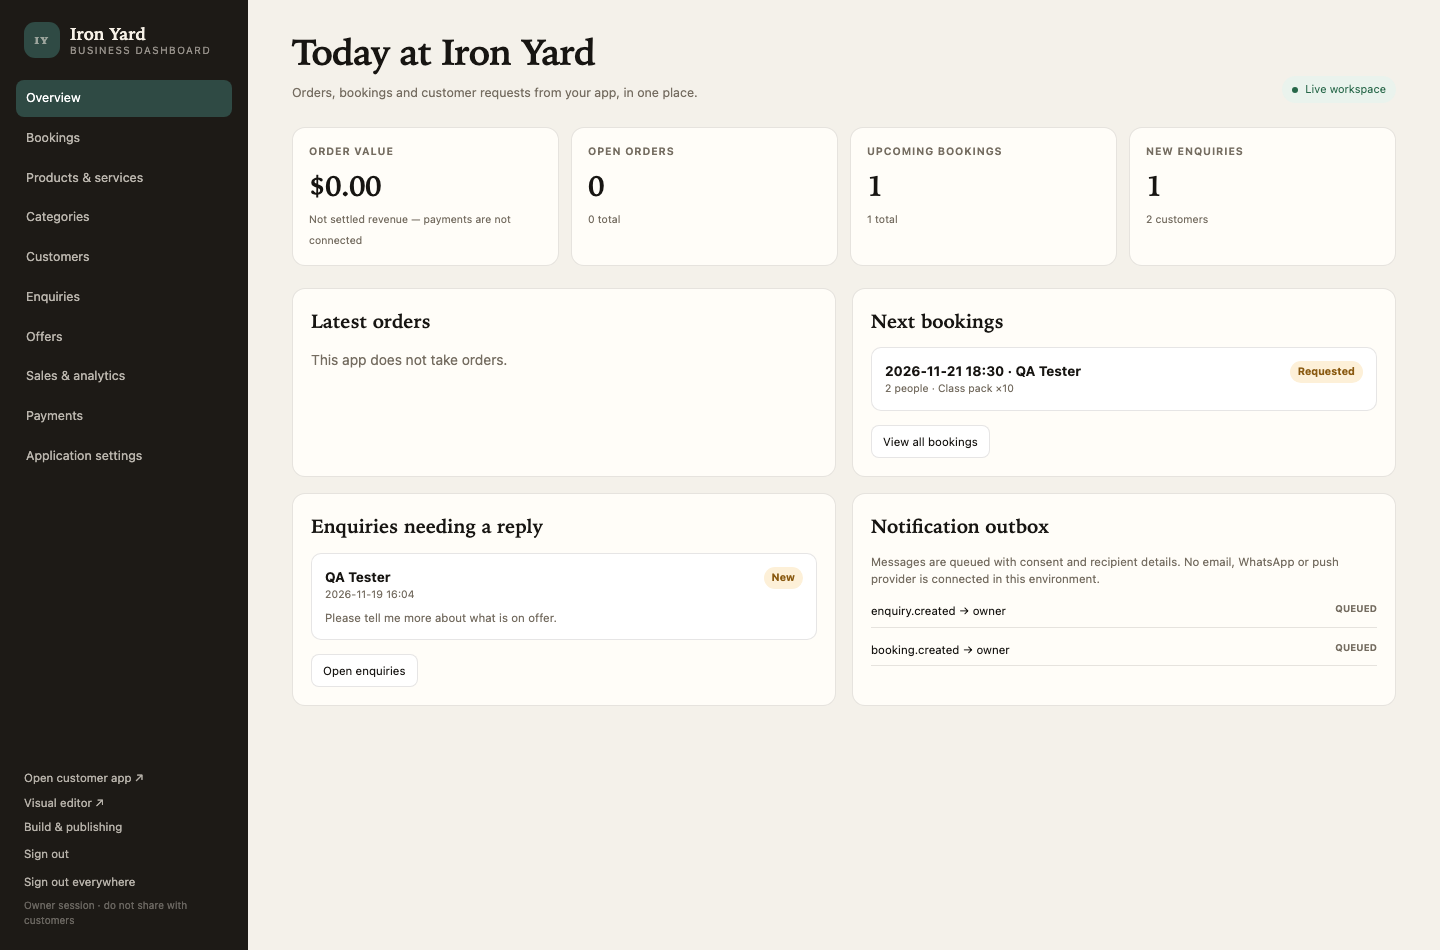 IY
Iron Yard
BUSINESS DASHBOARD
Overview
Bookings
Products & services
Categories
Customers
Enquiries
Offers
Sales & analytics
Payments
Application settings
Open customer app ↗
Visual editor ↗
Build & publishing
Sign out
Sign out everywhere
Owner session · do not share with
customers
Today at Iron Yard
Orders, bookings and customer requests from your app, in one place.
Live workspace
ORDER VALUE
$0.00
Not settled revenue — payments are not
connected
OPEN ORDERS
0
0 total
UPCOMING BOOKINGS
1
1 total
NEW ENQUIRIES
1
2 customers
Latest orders
This app does not take orders.
Next bookings
2026-11-21 18:30 · QA Tester
Requested
2 people · Class pack ×10
View all bookings
Enquiries needing a reply
QA Tester
New
2026-11-19 16:04
Please tell me more about what is on offer.
Open enquiries
Notification outbox
Messages are queued with consent and recipient details. No email, WhatsApp or push
provider is connected in this environment.
enquiry.created → owner
QUEUED
booking.created → owner
QUEUED